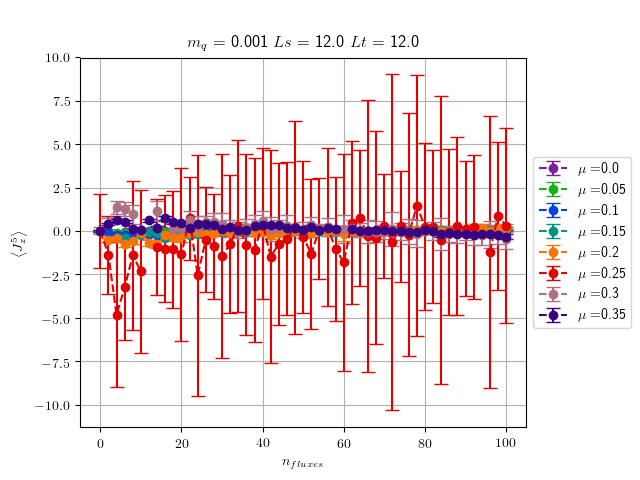 m_q = 0.001 Ls = 12.0 Lt = 12.0
10.0
7.5
5.0
2.5
0.0
−2.5
−5.0
−7.5
−10.0
⟨J_z^5⟩
0 20 40 60 80 100
n_{fluxes}
μ =0.0
μ =0.05
μ =0.1
μ =0.15
μ =0.2
μ =0.25
μ =0.3
μ =0.35